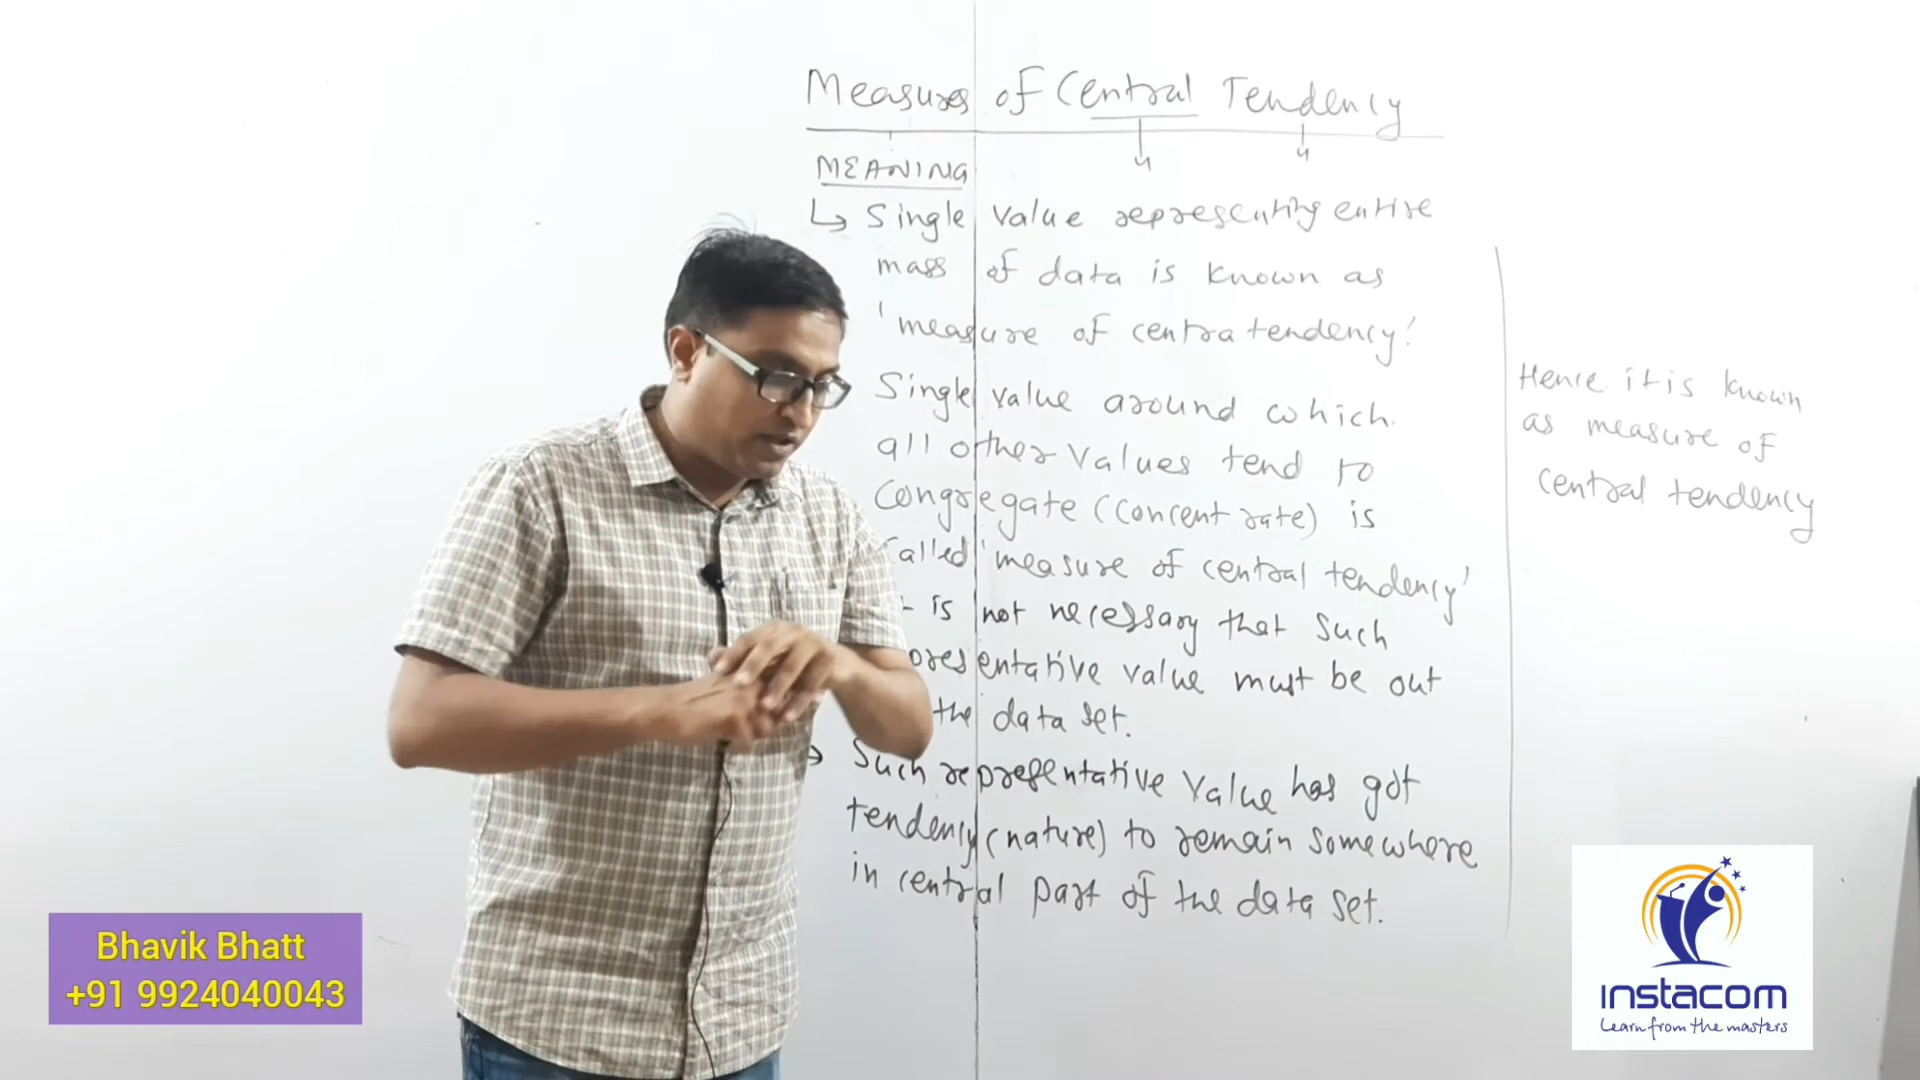 Measures of Central Tendency
MEANING
↳ Single value representing entire
mass of data is known as
'measure of centra tendency'
Single value around which
all other values tend to
congregate (concentrate) is
called 'measure of central tendency'
is not necessary that such
value must be out
the data set.
→ Such representative value has got
tendency (nature) to remain somewhere
in central part of the data set.
Hence it is known
as measure of
central tendency
Bhavik Bhatt
+91 9924040043
instacom
Learn from the masters